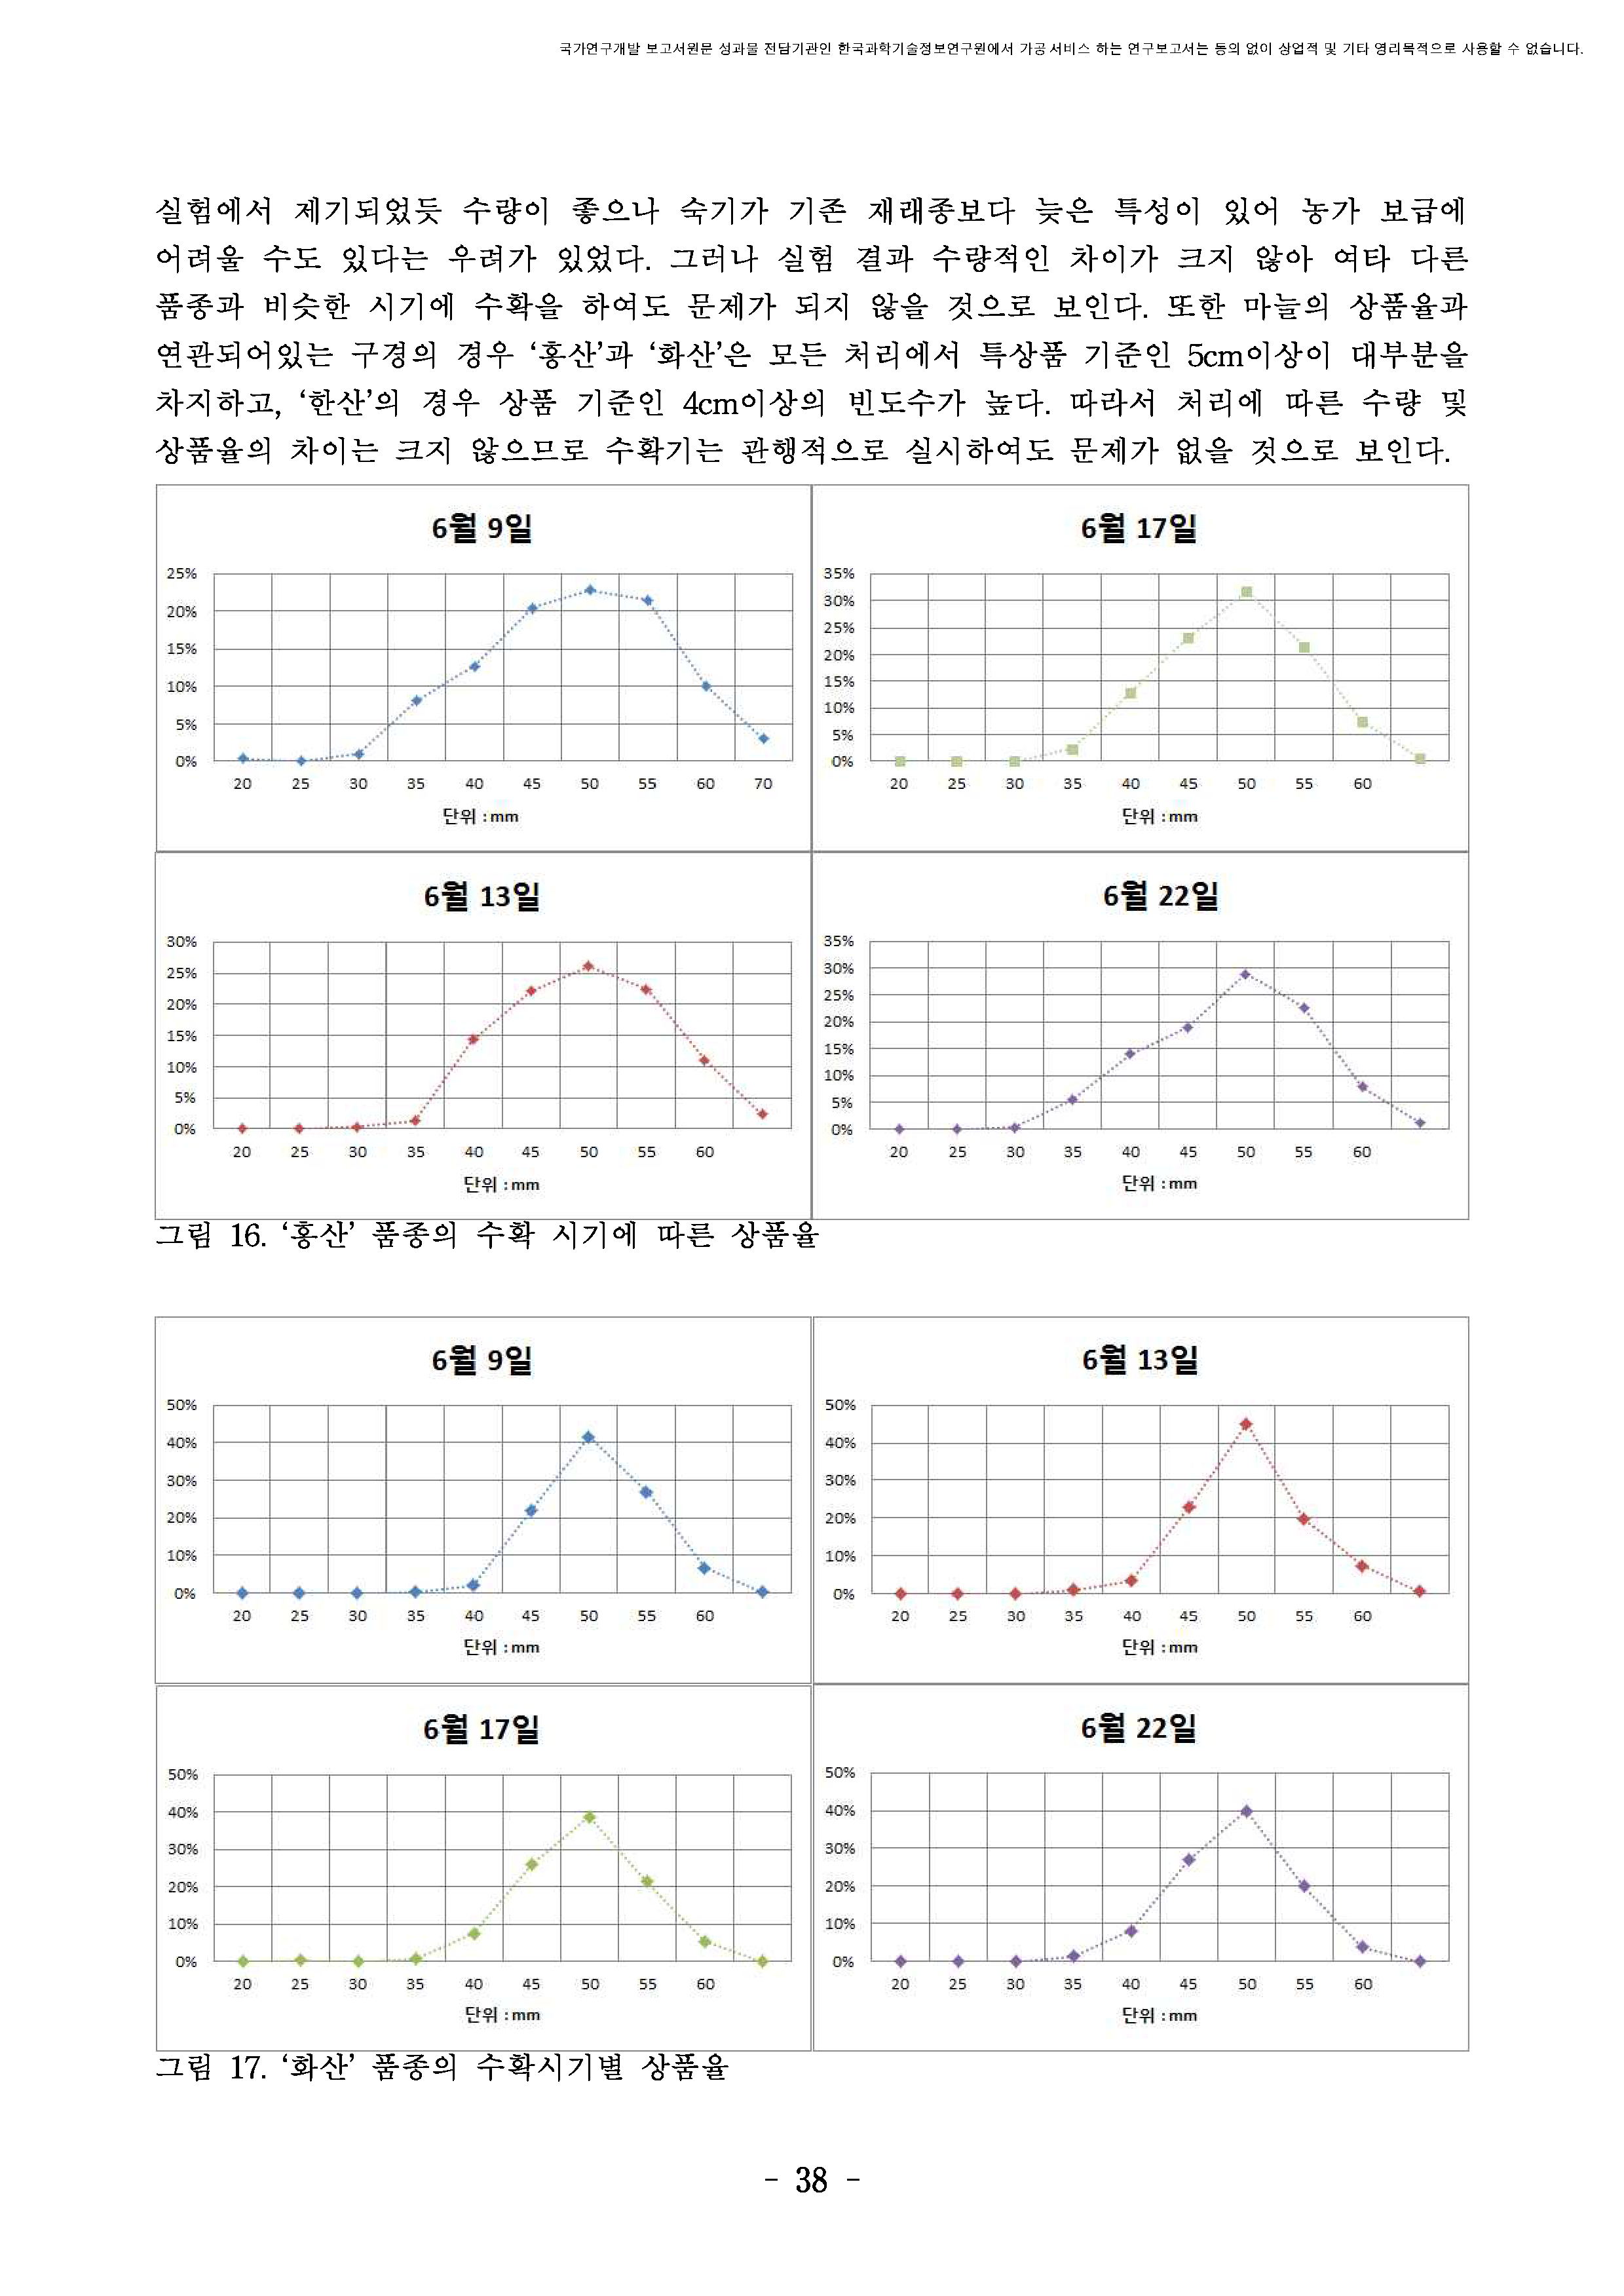 국가연구개발 보고서원문 성과물 전담기관인 한국과학기술정보연구원에서 가공·서비스 하는 연구보고서는 동의 없이 상업적 및 기타 영리목적으로 사용할 수 없습니다.
실험에서 제기되었듯 수량이 좋으나 숙기가 기존 재래종보다 늦은 특성이 있어 농가 보급에
어려울 수도 있다는 우려가 있었다. 그러나 실험 결과 수량적인 차이가 크지 않아 여타 다른
품종과 비슷한 시기에 수확을 하여도 문제가 되지 않을 것으로 보인다. 또한 마늘의 상품율과
연관되어있는 구경의 경우 ‘홍산’과 ‘화산’은 모든 처리에서 특상품 기준인 5cm이상이 대부분을
차지하고, ‘한산’의 경우 상품 기준인 4cm이상의 빈도수가 높다. 따라서 처리에 따른 수량 및
상품율의 차이는 크지 않으므로 수확기는 관행적으로 실시하여도 문제가 없을 것으로 보인다.
6월 9일
25%
20%
15%
10%
5%
0%
20 25 30 35 40 45 50 55 60 70
단위 : mm
6월 17일
35%
30%
25%
20%
15%
10%
5%
0%
20 25 30 35 40 45 50 55 60
단위 : mm
6월 13일
30%
25%
20%
15%
10%
5%
0%
20 25 30 35 40 45 50 55 60
단위 : mm
6월 22일
35%
30%
25%
20%
15%
10%
5%
0%
20 25 30 35 40 45 50 55 60
단위 : mm
그림 16. ‘홍산’ 품종의 수확 시기에 따른 상품율
6월 9일
50%
40%
30%
20%
10%
0%
20 25 30 35 40 45 50 55 60
단위 : mm
6월 13일
50%
40%
30%
20%
10%
0%
20 25 30 35 40 45 50 55 60
단위 : mm
6월 17일
50%
40%
30%
20%
10%
0%
20 25 30 35 40 45 50 55 60
단위 : mm
6월 22일
50%
40%
30%
20%
10%
0%
20 25 30 35 40 45 50 55 60
단위 : mm
그림 17. ‘화산’ 품종의 수확시기별 상품율
- 38 -